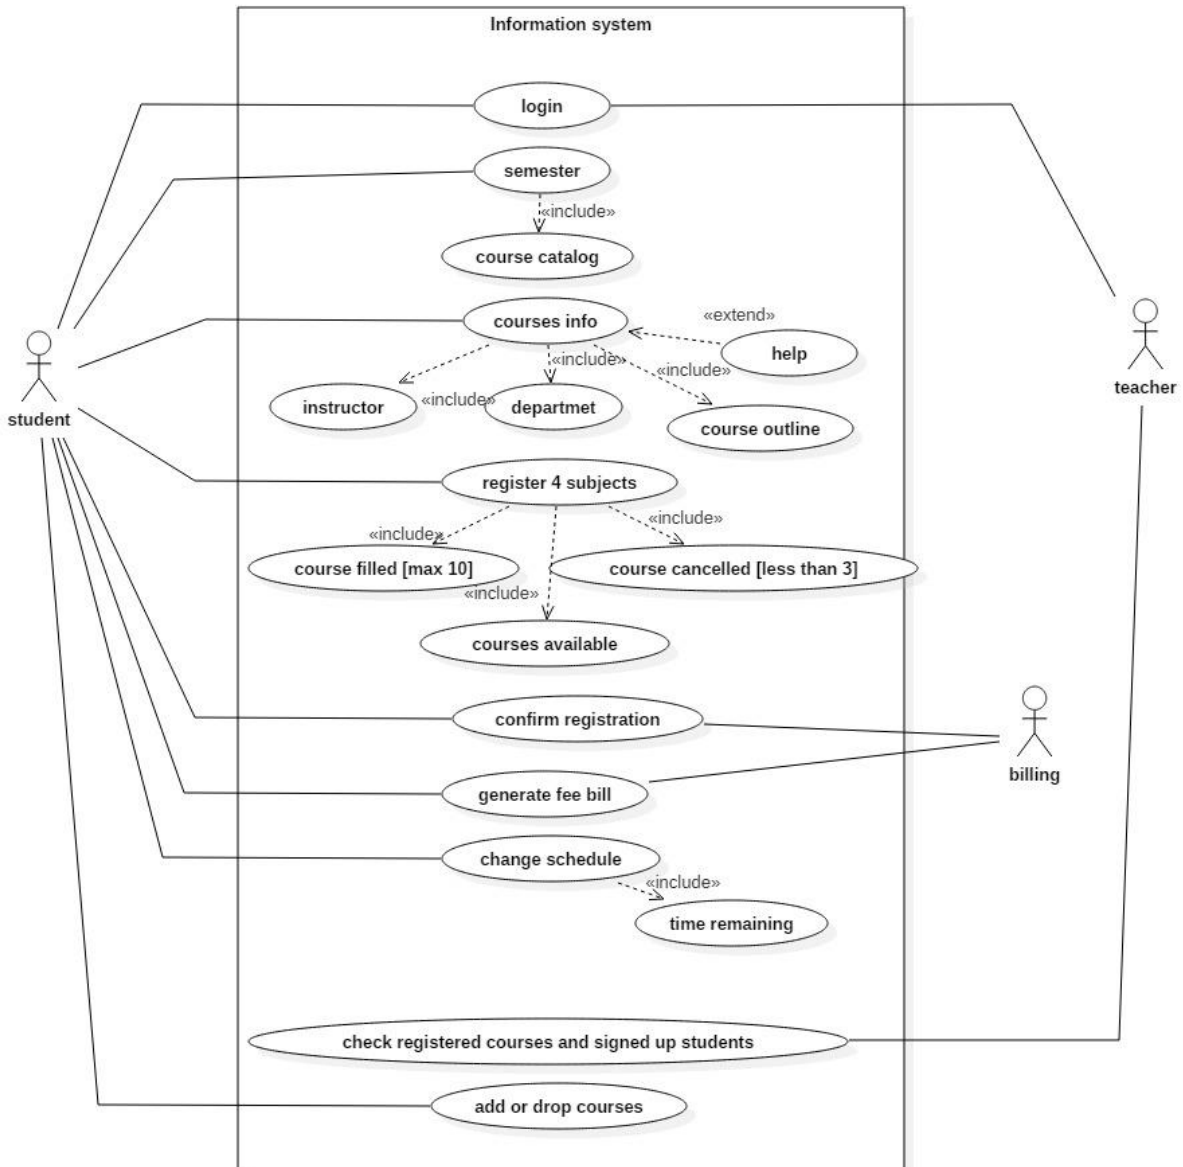 Information system
login
semester
«include»
course catalog
courses info
«extend»
help
«include»
«include»
instructor
«include»
departmet
course outline
student
teacher
register 4 subjects
«include»
«include»
course filled [max 10]
course cancelled [less than 3]
«include»
courses available
confirm registration
billing
generate fee bill
change schedule
«include»
time remaining
check registered courses and signed up students
add or drop courses